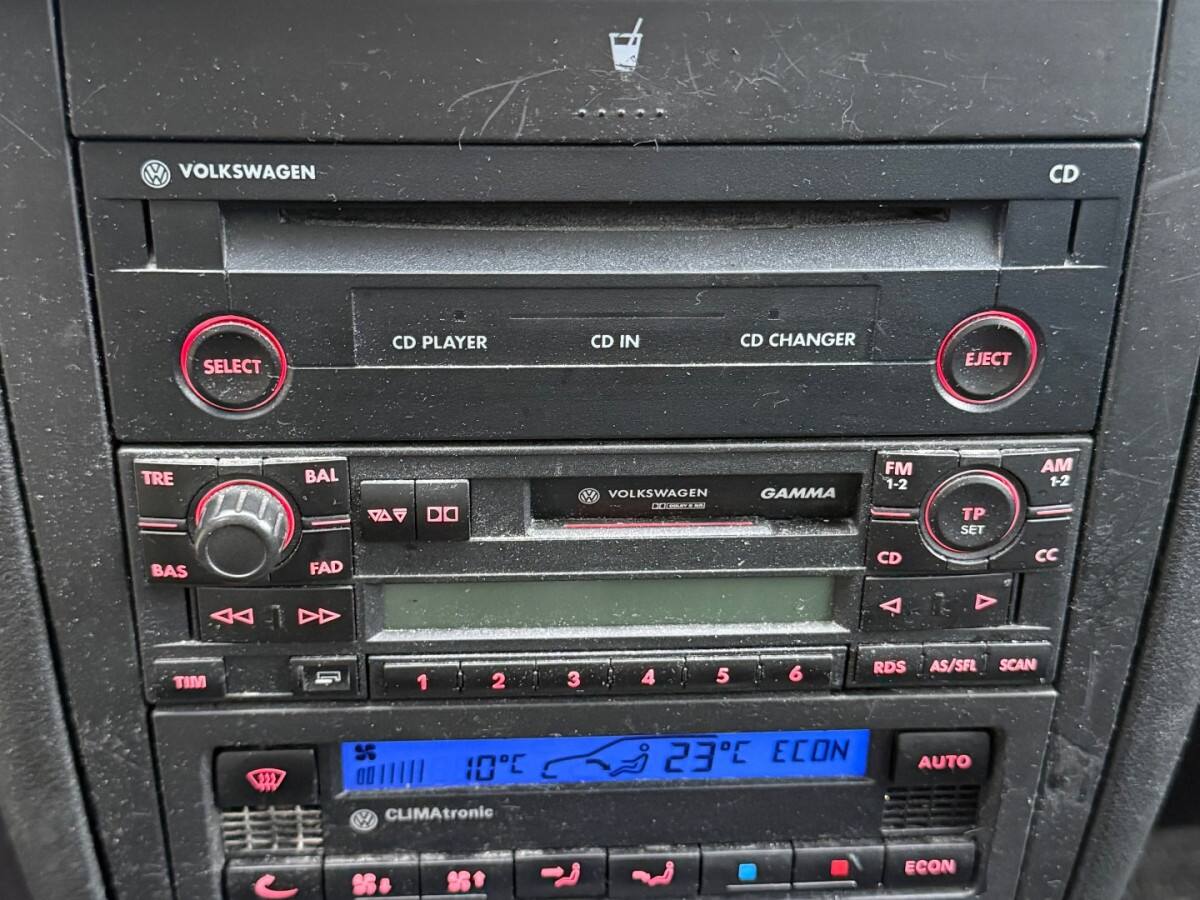 VOLKSWAGEN CD
CD PLAYER CD IN CD CHANGER
SELECT EJECT
TRE BAL
BAS FAD
VOLKSWAGEN GAMMA
DOLBY B NR
FM 1-2 AM 1-2
TP SET
CD CC
TIM
1 2 3 4 5 6
RDS AS/SFL SCAN
10°C 23°C ECON
AUTO
CLIMAtronic
ECON